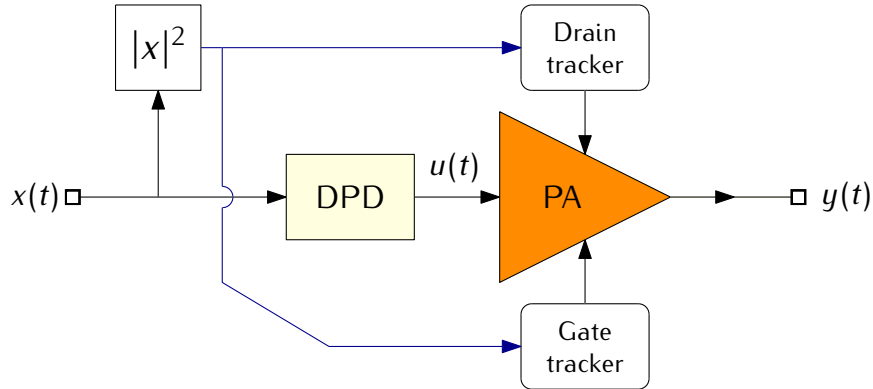 |x|²
Drain
tracker
x(t)
DPD
u(t)
PA
y(t)
Gate
tracker